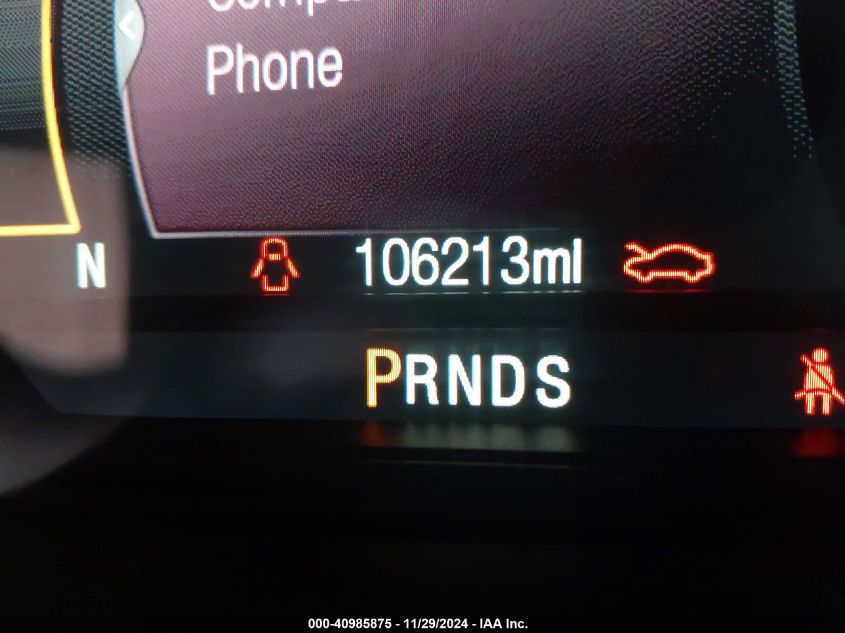 Phone
N 106213mi
PRNDS
000-40985875 - 11/29/2024 - IAA Inc.